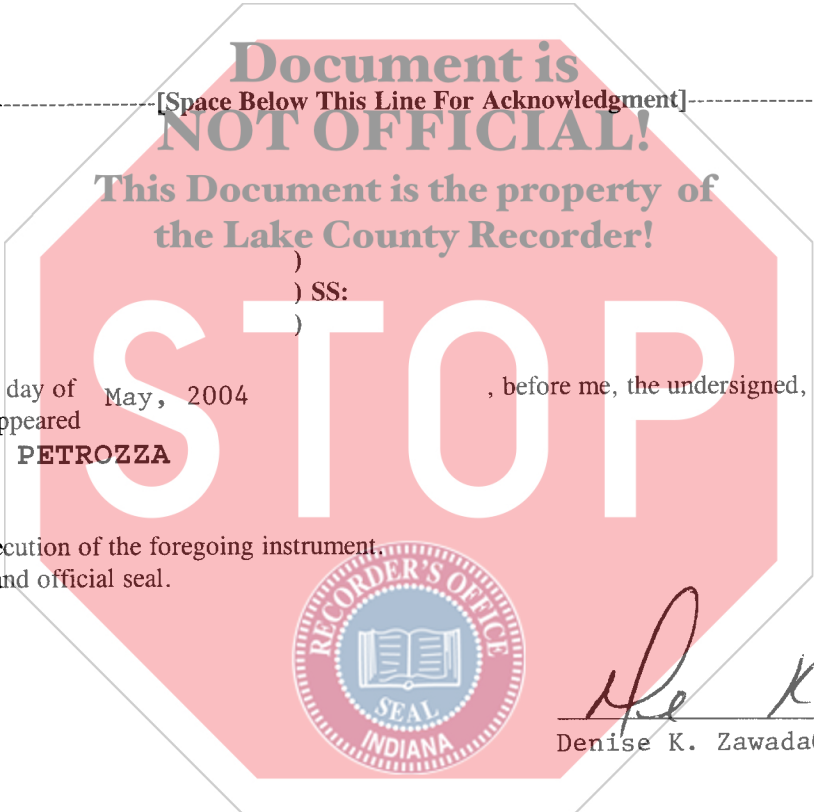 Document is
[Space Below This Line For Acknowledgment]
NOT OFFICIAL!
This Document is the property of
the Lake County Recorder!
)
) SS:
)
STOP
day of May, 2004 , before me, the undersigned,
ppeared
PETROZZA
ecution of the foregoing instrument.
and official seal.
RECORDER'S OFFICE
SEAL
INDIANA
Denise K. Zawada